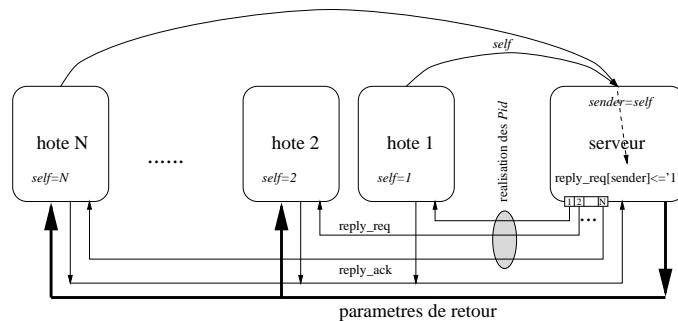 self
sender=self
realisation des Pid
hote N
......
hote 2
hote 1
serveur
self=N
self=2
self=1
reply_req[sender]<='1'
1 2 N
...
reply_req
reply_ack
parametres de retour